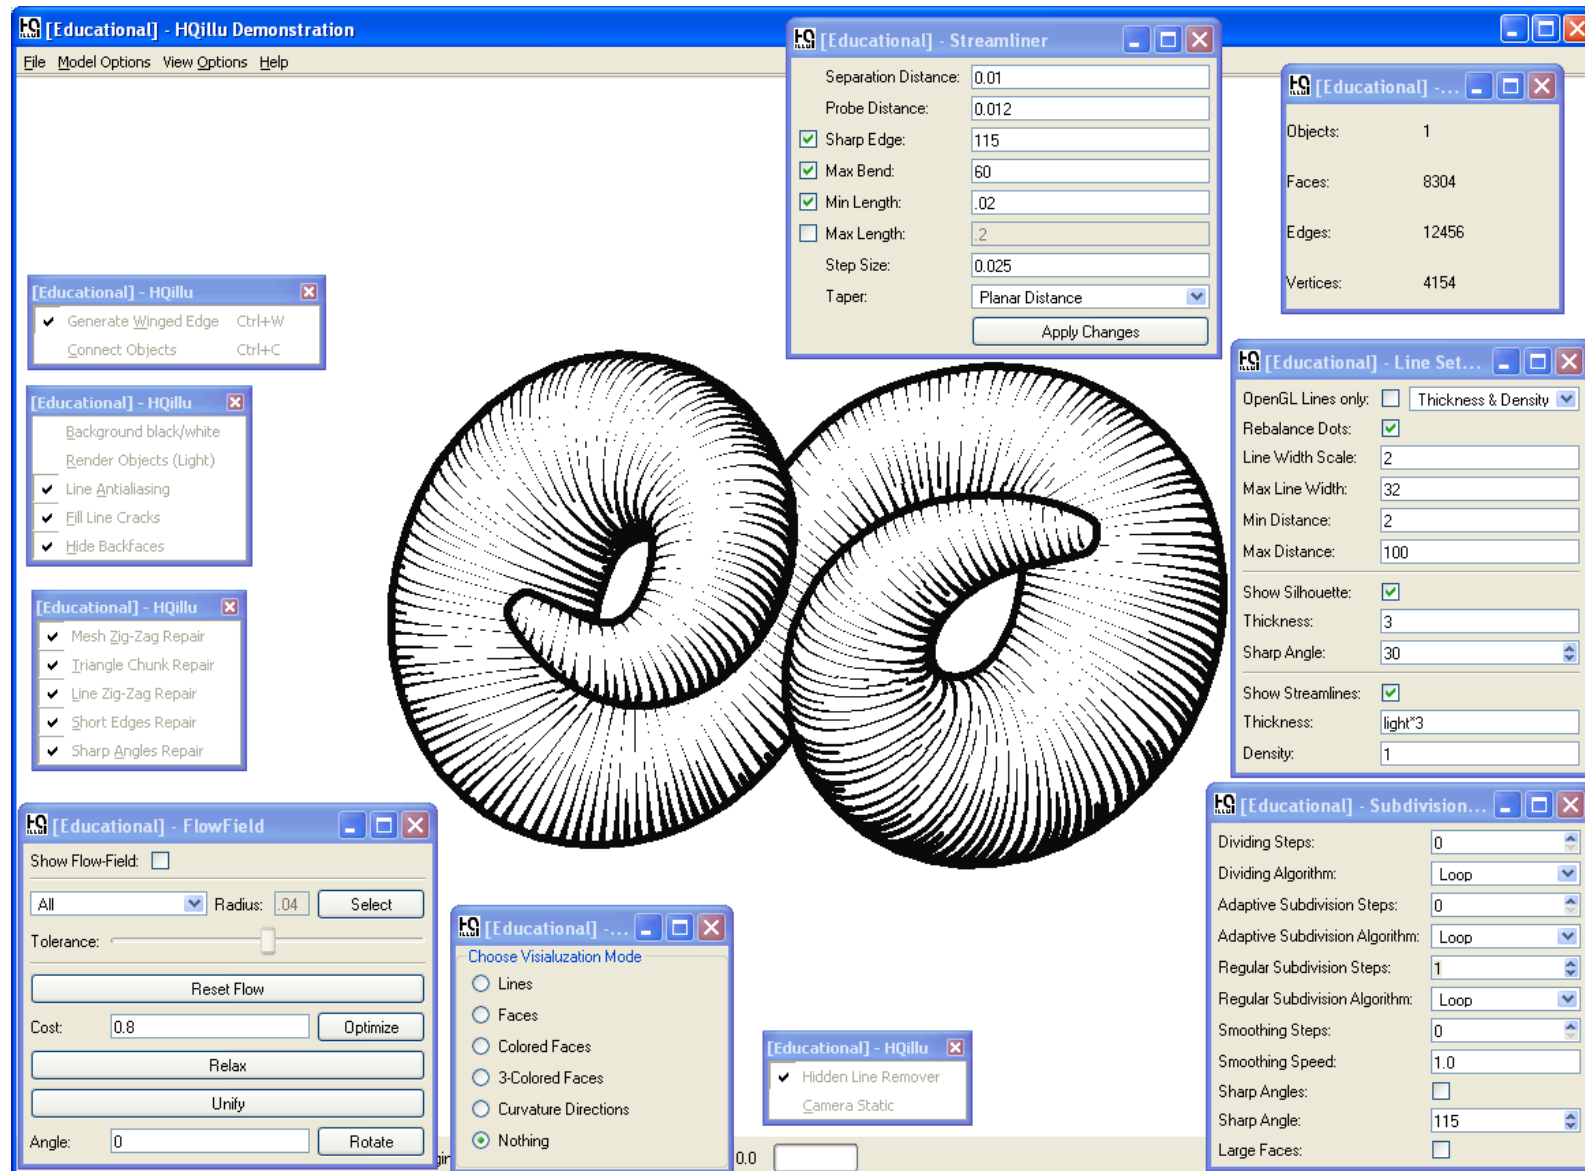 [Educational] - HQillu Demonstration
File Model Options View Options Help
[Educational] - Streamliner
Separation Distance: 0.01
Probe Distance: 0.012
Sharp Edge: 115
Max Bend: 60
Min Length: .02
Max Length: .2
Step Size: 0.025
Taper: Planar Distance
Apply Changes
[Educational] -...
Objects: 1
Faces: 8304
Edges: 12456
Vertices: 4154
[Educational] - HQillu
Generate Winged Edge Ctrl+W
Connect Objects Ctrl+C
[Educational] - HQillu
Background black/white
Render Objects (Light)
Line Antialiasing
Fill Line Cracks
Hide Backfaces
[Educational] - HQillu
Mesh Zig-Zag Repair
Triangle Chunk Repair
Line Zig-Zag Repair
Short Edges Repair
Sharp Angles Repair
[Educational] - Line Set...
OpenGL Lines only: Thickness & Density
Rebalance Dots:
Line Width Scale: 2
Max Line Width: 32
Min Distance: 2
Max Distance: 100
Show Silhouette:
Thickness: 3
Sharp Angle: 30
Show Streamlines:
Thickness: light*3
Density: 1
[Educational] - FlowField
Show Flow-Field:
All Radius: .04 Select
Tolerance:
Reset Flow
Cost: 0.8 Optimize
Relax
Unify
Angle: 0 Rotate
[Educational] -...
Choose Visialuzation Mode
Lines
Faces
Colored Faces
3-Colored Faces
Curvature Directions
Nothing
[Educational] - HQillu
Hidden Line Remover
Camera Static
0.0
[Educational] - Subdivision...
Dividing Steps: 0
Dividing Algorithm: Loop
Adaptive Subdivision Steps: 0
Adaptive Subdivision Algorithm: Loop
Regular Subdivision Steps: 1
Regular Subdivision Algorithm: Loop
Smoothing Steps: 0
Smoothing Speed: 1.0
Sharp Angles:
Sharp Angle: 115
Large Faces: